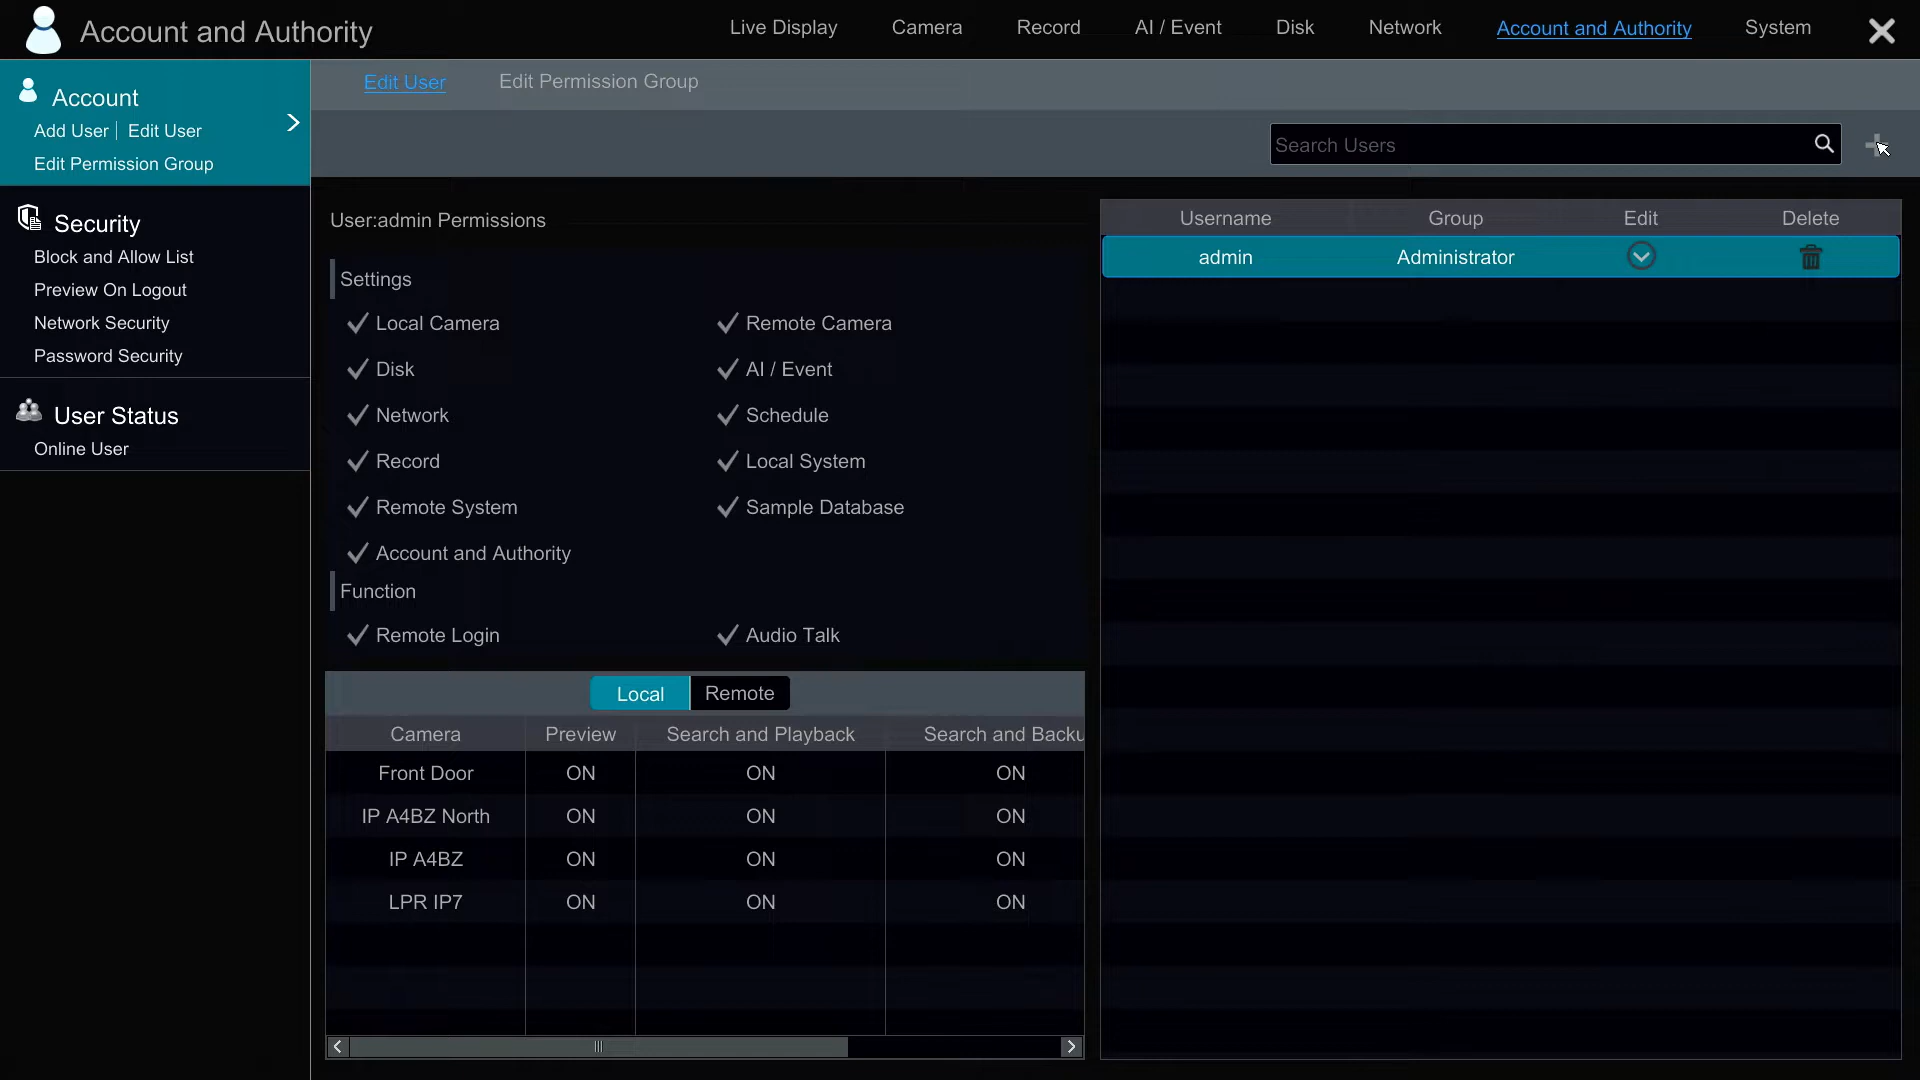 Account and Authority
Live Display Camera Record AI / Event Disk Network Account and Authority System
Account
Add User | Edit User
Edit Permission Group
Security
Block and Allow List
Preview On Logout
Network Security
Password Security
User Status
Online User
Edit User Edit Permission Group
Search Users
User:admin Permissions
Settings
Local Camera Remote Camera
Disk AI / Event
Network Schedule
Record Local System
Remote System Sample Database
Account and Authority
Function
Remote Login Audio Talk
Local Remote
Camera Preview Search and Playback Search and Backu
Front Door ON ON ON
IP A4BZ North ON ON ON
IP A4BZ ON ON ON
LPR IP7 ON ON ON
Username Group Edit Delete
admin Administrator